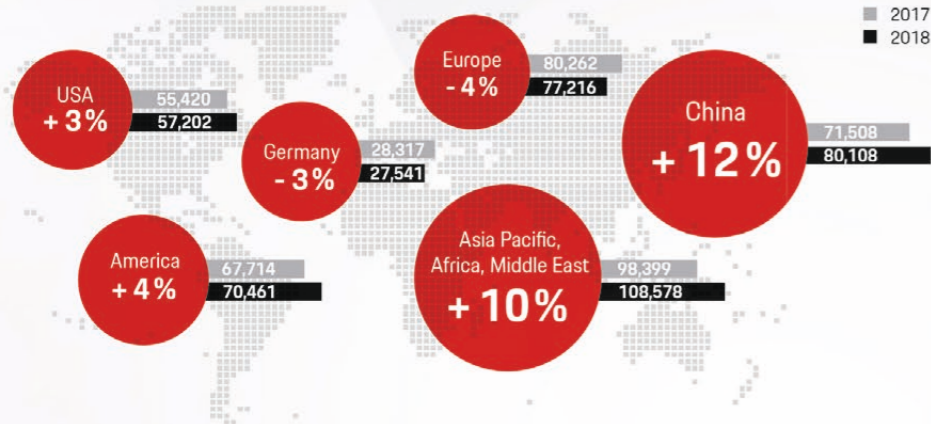 2017
2018
USA
+ 3%
55,420
57,202
Germany
- 3%
28,317
27,541
Europe
- 4%
80,262
77,216
China
+ 12%
71,508
80,108
America
+ 4%
67,714
70,461
Asia Pacific,
Africa, Middle East
+ 10%
98,399
108,578